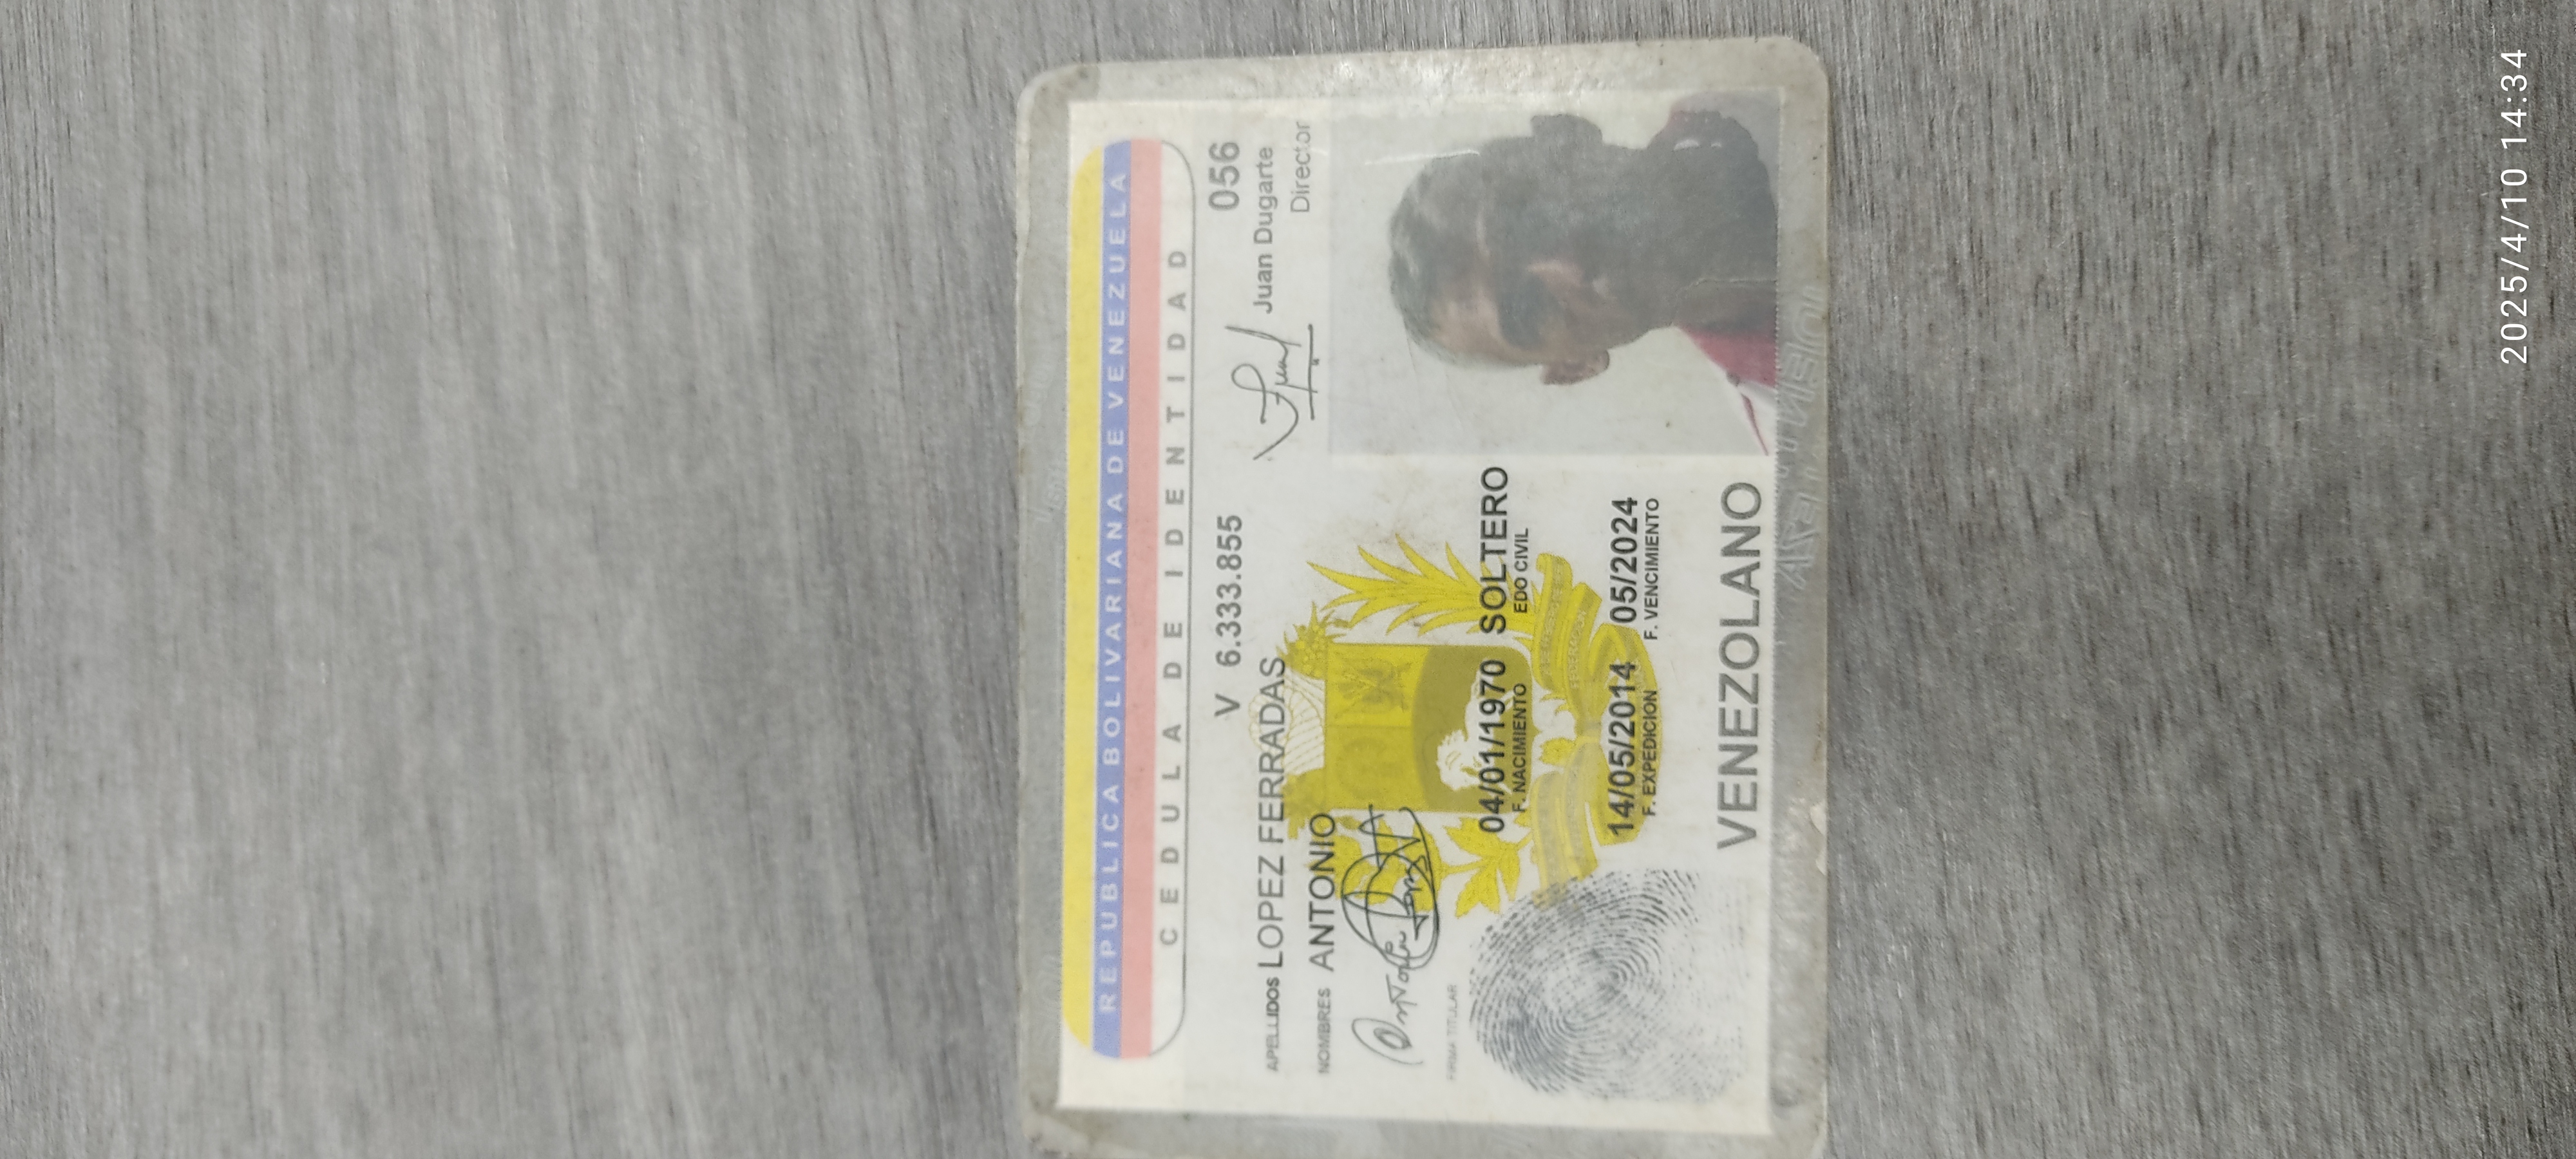 REPUBLICA BOLIVARIANA DE VENEZUELA
CEDULA DE IDENTIDAD
V 6.333.855 056
APELLIDOS LOPEZ FERRADAS
Juan Dugarte
Director
NOMBRES ANTONIO
FIRMA TITULAR
04/01/1970 SOLTERO
F. NACIMIENTO EDO CIVIL
14/05/2014 05/2024
F. EXPEDICION F. VENCIMIENTO
VENEZOLANO
2025/4/10 14:34